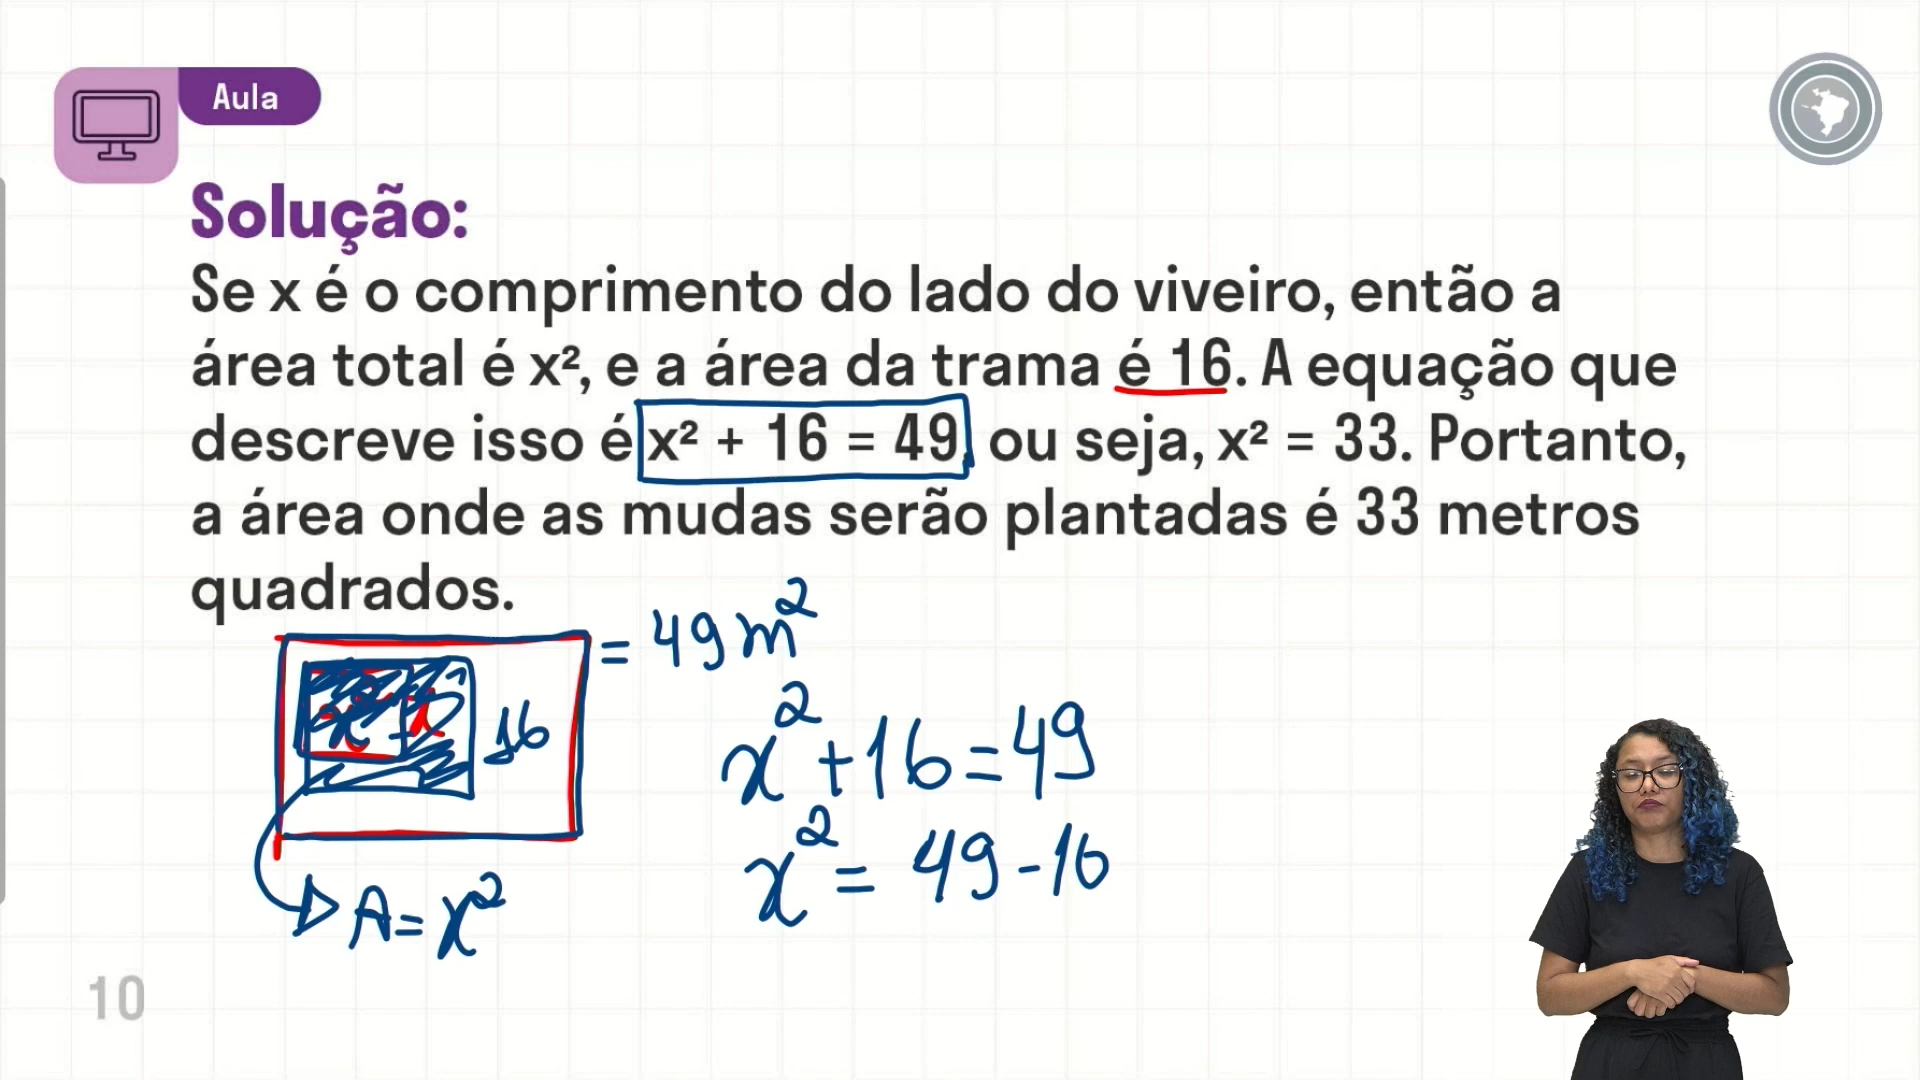 Aula
Solução:
Se x é o comprimento do lado do viveiro, então a
área total é x², e a área da trama é 16. A equação que
descreve isso é x² + 16 = 49, ou seja, x² = 33. Portanto,
a área onde as mudas serão plantadas é 33 metros
quadrados.
= 49 m²
16
x² + 16 = 49
x² = 49 - 16
A = x²
10